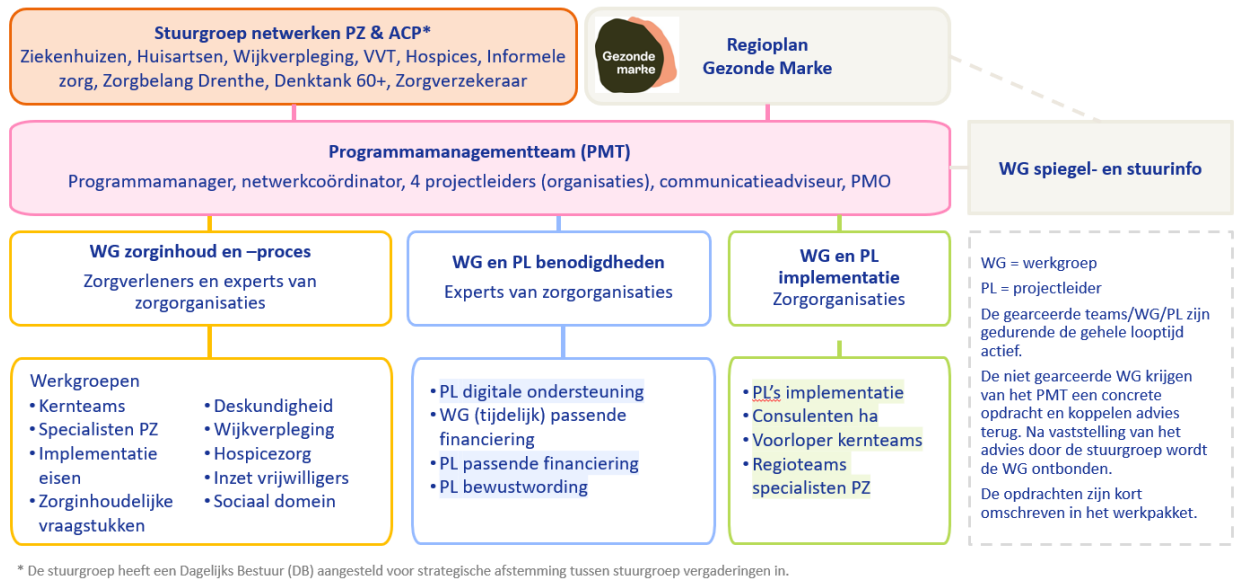 Stuurgroep netwerken PZ & ACP*
Ziekenhuizen, Huisartsen, Wijkverpleging, VVT, Hospices, Informele
zorg, Zorgbelang Drenthe, Denktank 60+, Zorgverzekeraar
Gezonde
marke
Regioplan
Gezonde Marke
Programmamanagementteam (PMT)
Programmamanager, netwerkcoördinator, 4 projectleiders (organisaties), communicatieadviseur, PMO
WG spiegel- en stuurinfo
WG zorginhoud en –proces
Zorgverleners en experts van
zorgorganisaties
WG en PL benodigdheden
Experts van zorgorganisaties
WG en PL
implementatie
Zorgorganisaties
Werkgroepen
• Kernteams
• Specialisten PZ
• Implementatie
eisen
• Zorginhoudelijke
vraagstukken
• Deskundigheid
• Wijkverpleging
• Hospicezorg
• Inzet vrijwilligers
• Sociaal domein
• PL digitale ondersteuning
• WG (tijdelijk) passende
financiering
• PL passende financiering
• PL bewustwording
• PL's implementatie
• Consulenten ha
• Voorloper kernteams
• Regioteams
specialisten PZ
WG = werkgroep
PL = projectleider
De gearceerde teams/WG/PL zijn
gedurende de gehele looptijd
actief.
De niet gearceerde WG krijgen
van het PMT een concrete
opdracht en koppelen advies
terug. Na vaststelling van het
advies door de stuurgroep wordt
de WG ontbonden.
De opdrachten zijn kort
omschreven in het werkpakket.
* De stuurgroep heeft een Dagelijks Bestuur (DB) aangesteld voor strategische afstemming tussen stuurgroep vergaderingen in.